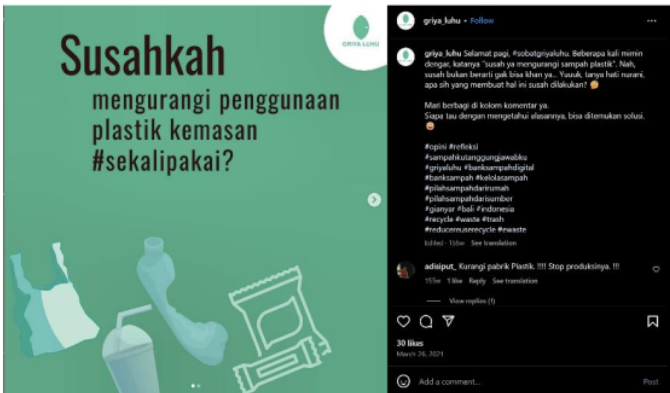 GRIYA LUHU
Susahkah
mengurangi penggunaan
plastik kemasan
#sekalipakai?
griya_luhu • Follow
griya_luhu Selamat pagi, #sobatgriyaluhu. Beberapa kali mimin
dengar, katanya "susah ya mengurangi sampah plastik". Nah,
susah bukan berarti gak bisa khan ya... Yuuuk, tanya hati nurani,
apa sih yang membuat hal ini susah dilakukan?
Mari berbagi di kolom komentar ya.
Siapa tau dengan mengetahui alasannya, bisa ditemukan solusi.
#opini #refleksi
#sampahkutanggungjawabku
#griyaluhu #banksampahdigital
#banksampah #kelolasampah
#pilahsampahdarirumah
#pilahsampahdarisumber
#gianyar #bali #indonesia
#recycle #waste #trash
#reducereuserecycle #ewaste
Edited · 156w See translation
adisiput_ Kurangi pabrik Plastik. !!!! Stop produksinya. !!!
155w 1 like Reply See translation
View replies (1)
30 likes
March 26, 2021
Add a comment...
Post